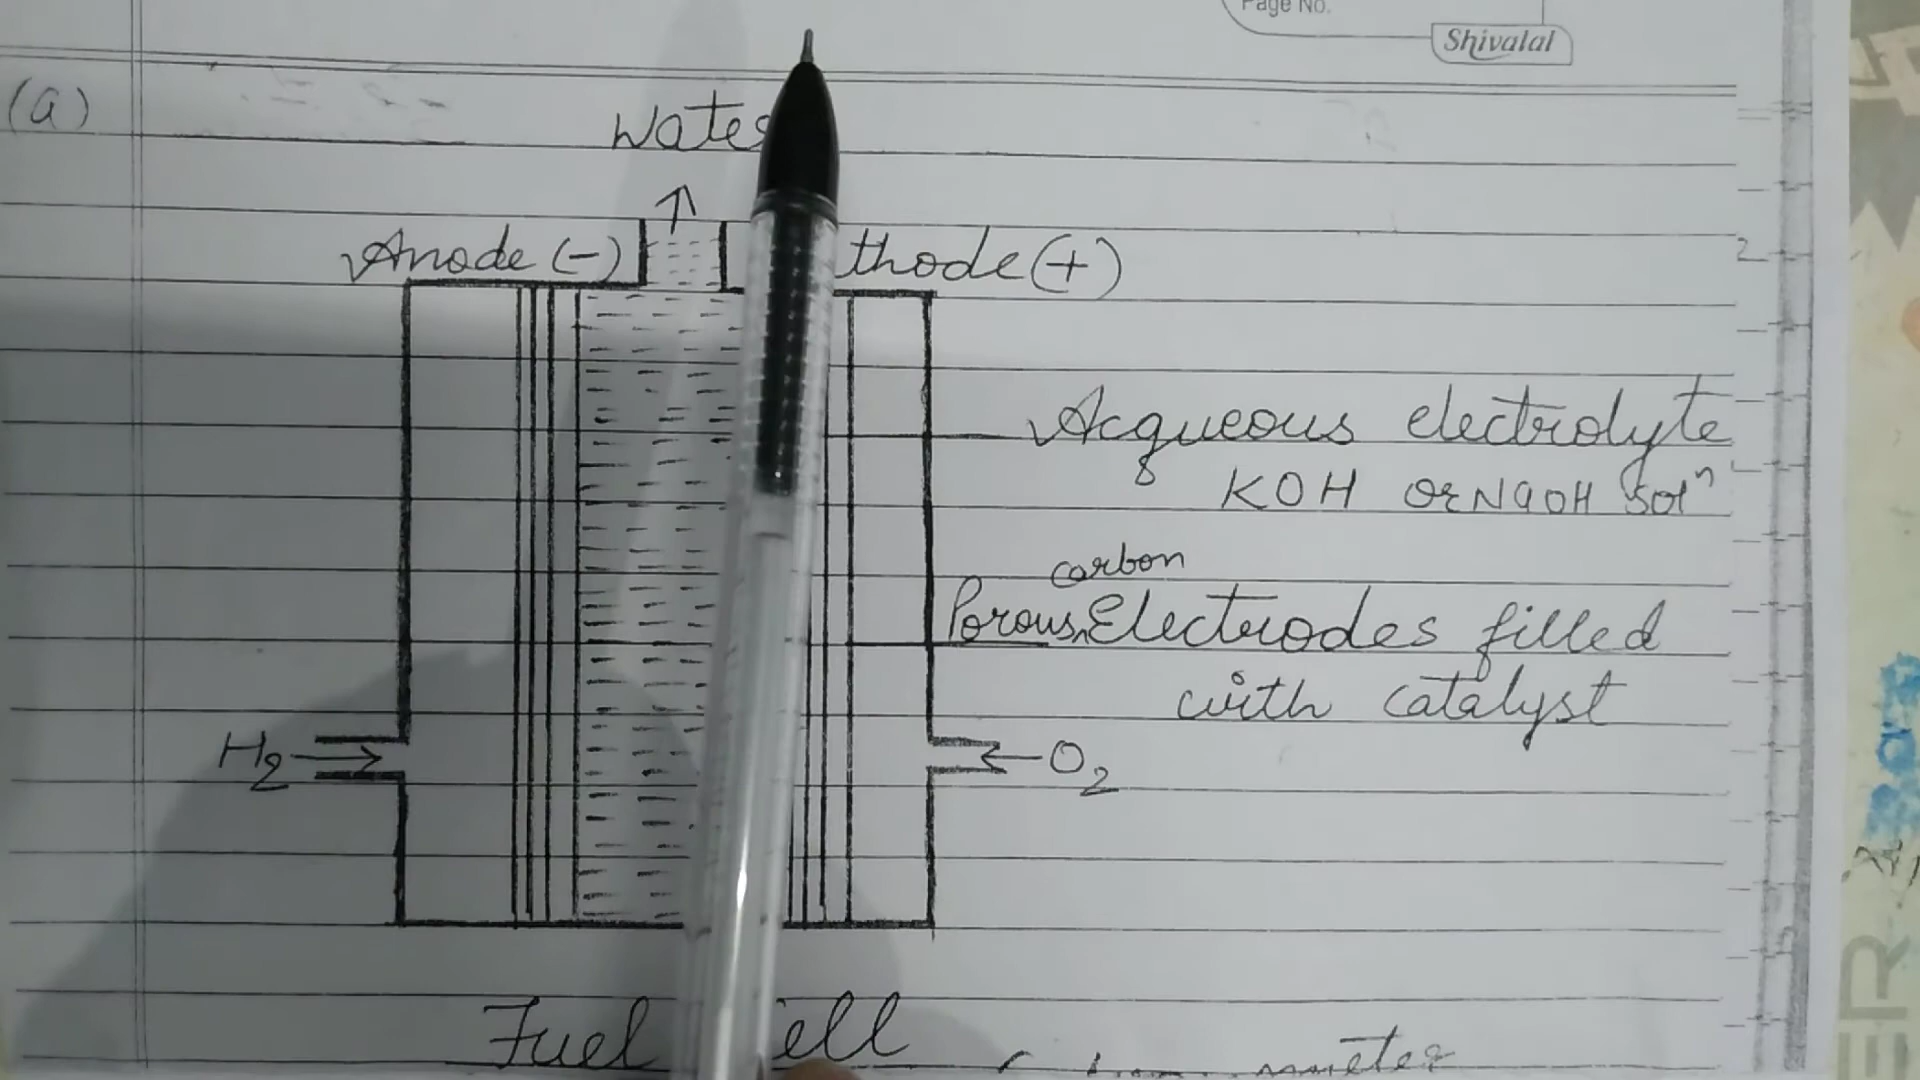 Page No.
Shivalal
(a)
Wate
Anode (-)
thode (+)
Acqueous electrolyte
KOH or NaOH solⁿ
carbon
Porous Electrodes filled
with catalyst
H₂
O₂
Fuel ell